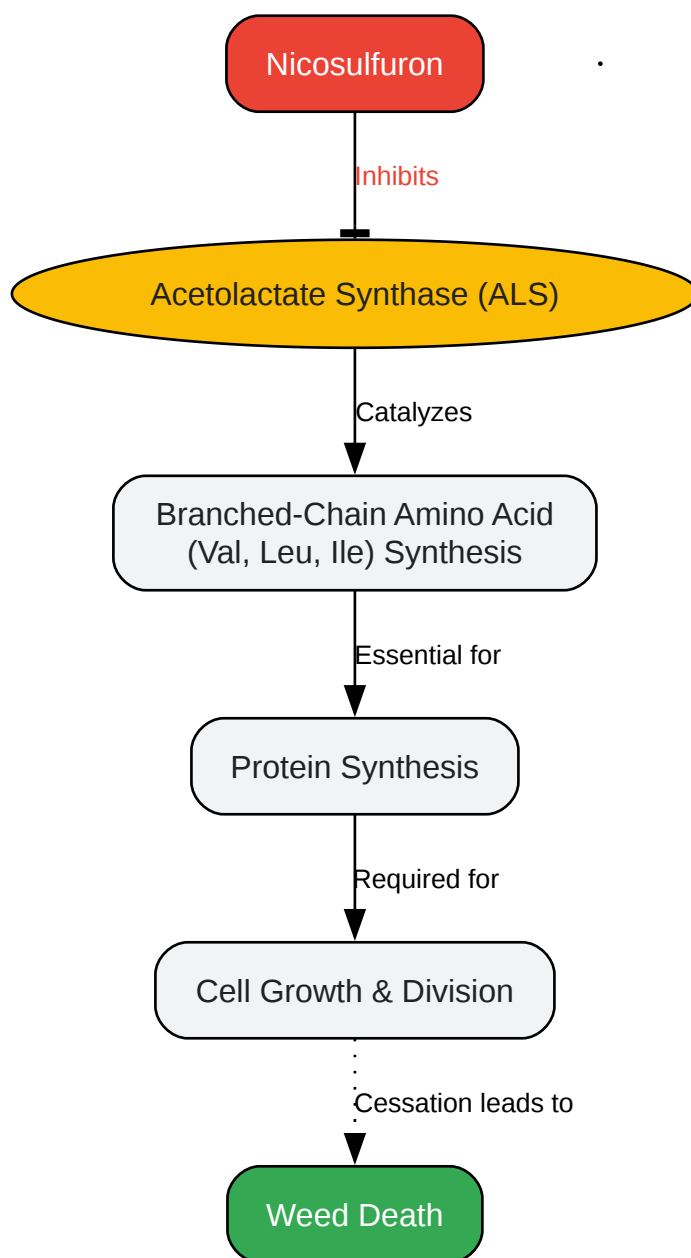 Nicosulfuron
Inhibits
Acetolactate Synthase (ALS)
Catalyzes
Branched-Chain Amino Acid
(Val, Leu, Ile) Synthesis
Essential for
Protein Synthesis
Required for
Cell Growth & Division
Cessation leads to
Weed Death